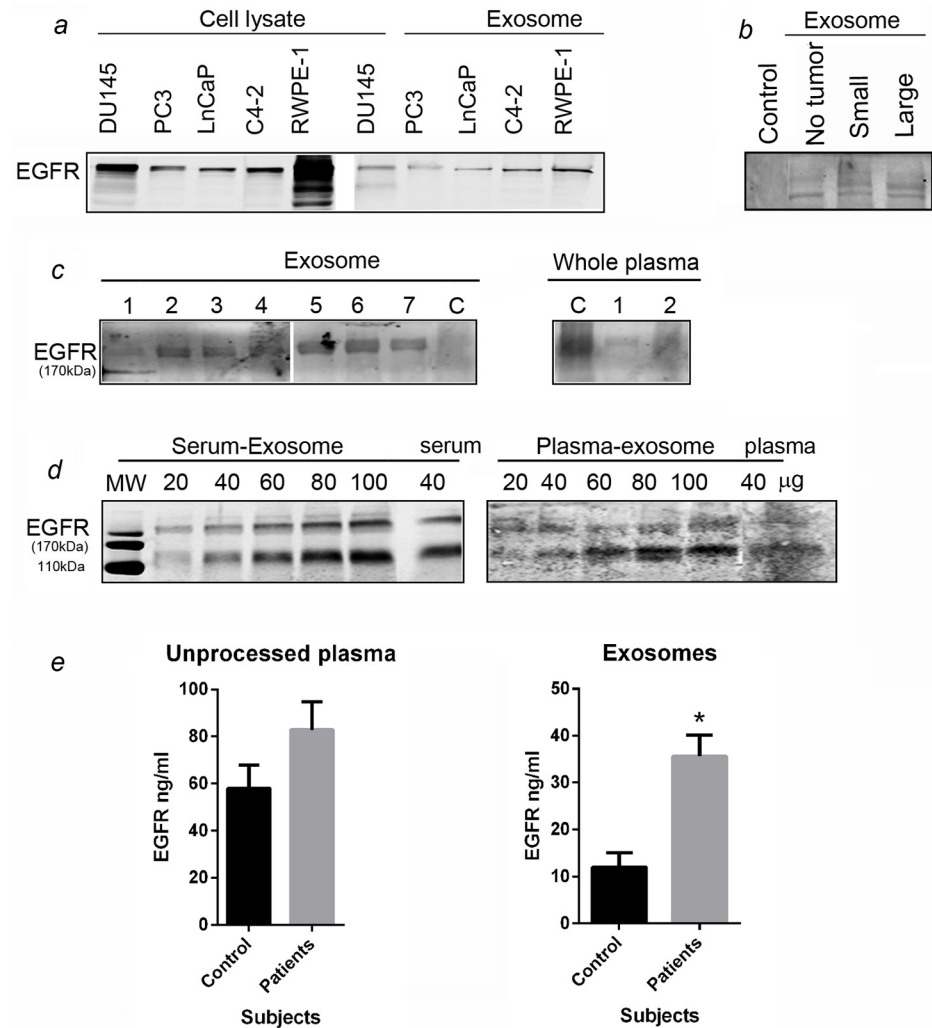 a
Cell lysate Exosome
DU145 PC3 LnCaP C4-2 RWPE-1 DU145 PC3 LnCaP C4-2 RWPE-1
EGFR
b
Exosome
Control No tumor Small Large
c
Exosome
1 2 3 4 5 6 7 C
EGFR
(170kDa)
Whole plasma
C 1 2
d
Serum-Exosome serum
MW 20 40 60 80 100 40
EGFR
(170kDa)
110kDa
Plasma-exosome plasma
20 40 60 80 100 40 µg
e
Unprocessed plasma
EGFR ng/ml
100
80
60
40
20
0
Control Patients
Subjects
Exosomes
EGFR ng/ml
50
40
30
20
10
0
*
Control Patients
Subjects